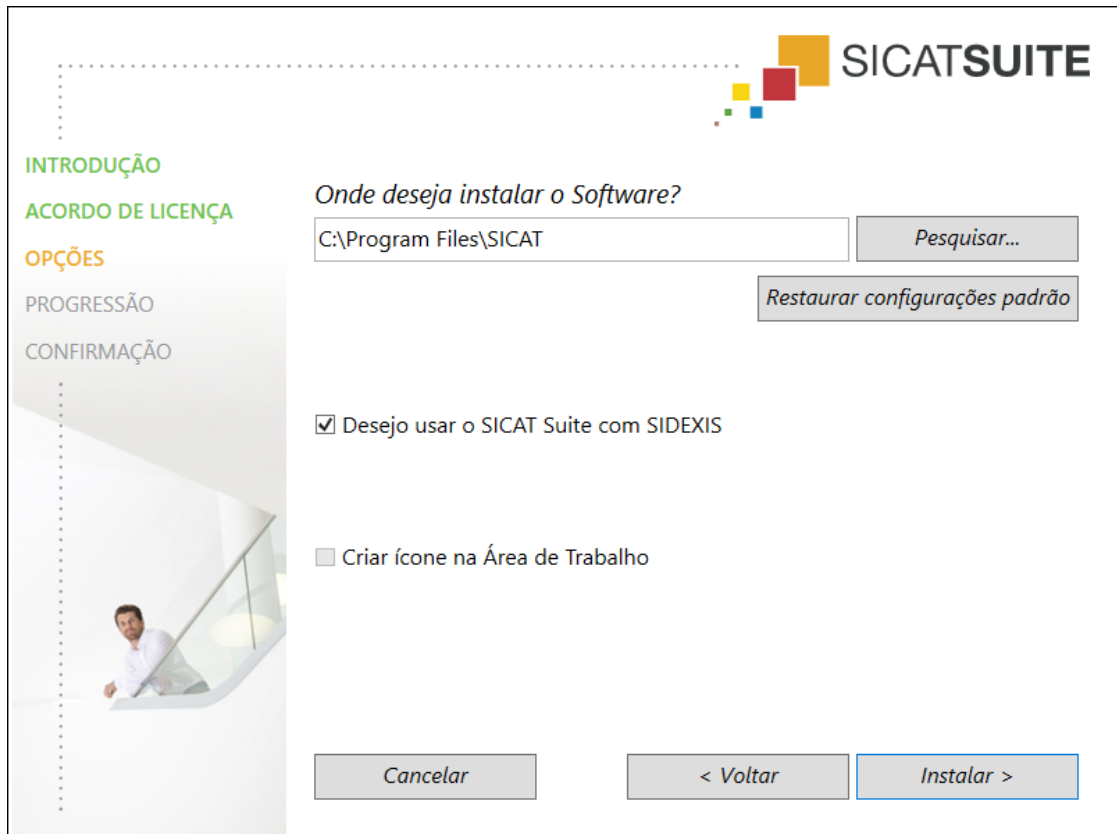 SICATSUITE
INTRODUÇÃO
ACORDO DE LICENÇA
OPÇÕES
PROGRESSÃO
CONFIRMAÇÃO
Onde deseja instalar o Software?
C:\Program Files\SICAT
Pesquisar...
Restaurar configurações padrão
Desejo usar o SICAT Suite com SIDEXIS
Criar ícone na Área de Trabalho
Cancelar
< Voltar
Instalar >